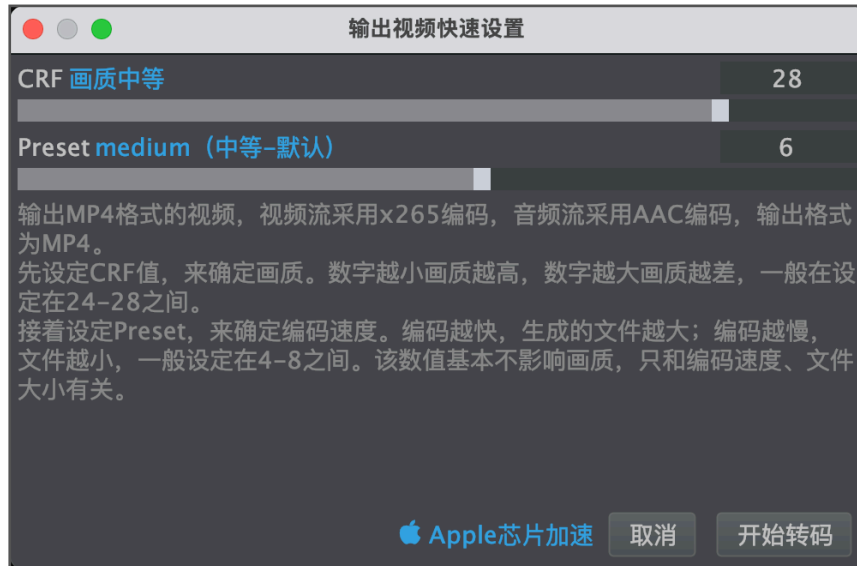 输出视频快速设置
CRF 画质中等 28
Preset medium（中等-默认） 6
输出MP4格式的视频，视频流采用x265编码，音频流采用AAC编码，输出格式
为MP4。
先设定CRF值，来确定画质。数字越小画质越高，数字越大画质越差，一般在设
定在24-28之间。
接着设定Preset，来确定编码速度。编码越快，生成的文件越大；编码越慢，
文件越小，一般设定在4-8之间。该数值基本不影响画质，只和编码速度、文件
大小有关。
Apple芯片加速 取消 开始转码